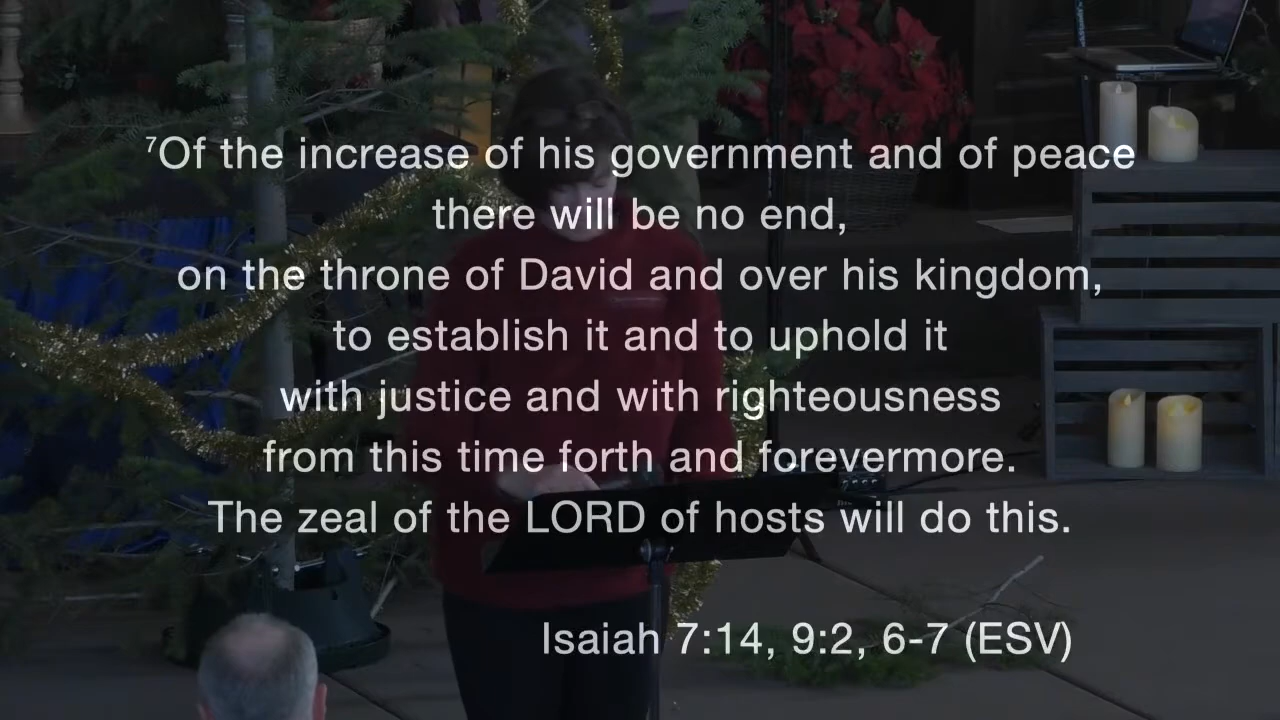 ⁷Of the increase of his government and of peace
there will be no end,
on the throne of David and over his kingdom,
to establish it and to uphold it
with justice and with righteousness
from this time forth and forevermore.
The zeal of the LORD of hosts will do this.
Isaiah 7:14, 9:2, 6-7 (ESV)